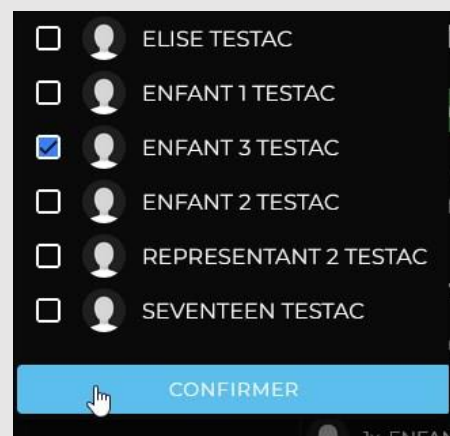 ELISE TESTAC
ENFANT 1 TESTAC
ENFANT 3 TESTAC
ENFANT 2 TESTAC
REPRESENTANT 2 TESTAC
SEVENTEEN TESTAC
CONFIRMER